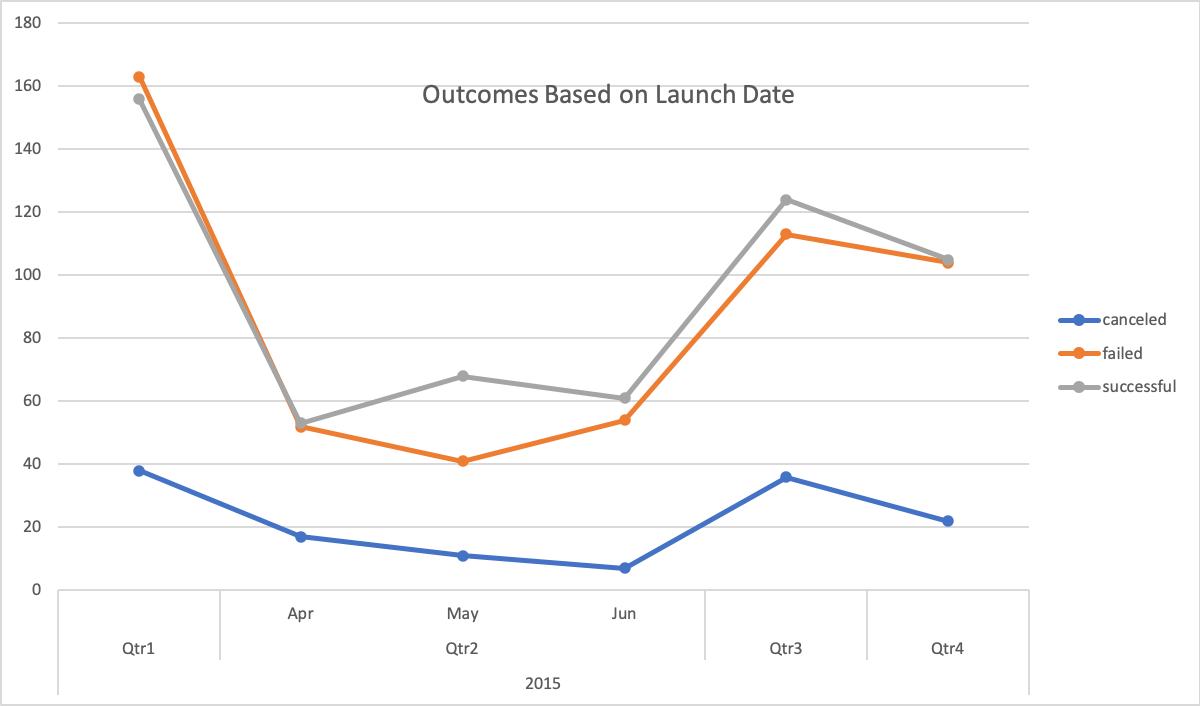 Outcomes Based on Launch Date
180
160
140
120
100
80
60
40
20
0
Apr May Jun
Qtr1 Qtr2 Qtr3 Qtr4
2015
canceled
failed
successful